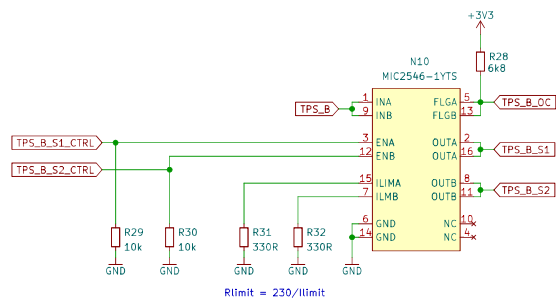 +3V3
R28
6k8
N10
MIC2546-1YTS
TPS_B
1 INA
9 INB
3 ENA
12 ENB
15 ILIMA
7 ILMB
6 GND
14 GND
FLGA 5
FLGB 13
OUTA 2
OUTA 16
OUTB 8
OUTB 11
NC 10
NC 4
TPS_B_OC
TPS_B_S1
TPS_B_S2
TPS_B_S1_CTRL
TPS_B_S2_CTRL
R29
10k
R30
10k
R31
330R
R32
330R
GND
GND
GND
GND
GND
Rlimit = 230/Ilimit